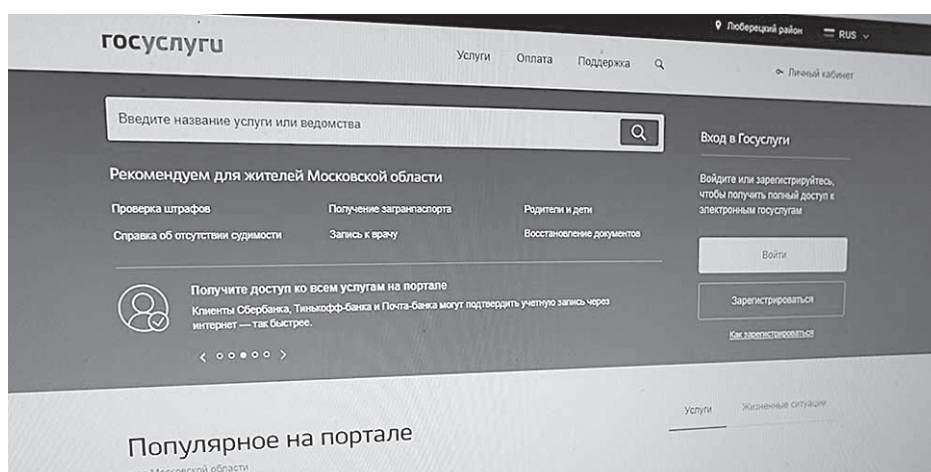 Люберецкий район RUS
госуслуги
Услуги Оплата Поддержка
Личный кабинет
Введите название услуги или ведомства
Рекомендуем для жителей Московской области
Проверка штрафов
Получение загранпаспорта
Родители и дети
Справка об отсутствии судимости
Запись к врачу
Восстановление документов
Получите доступ ко всем услугам на портале
Клиенты Сбербанка, Тинькофф-банка и Почта-банка могут подтвердить учетную запись через
интернет — так быстрее.
Вход в Госуслуги
Войдите или зарегистрируйтесь,
чтобы получить полный доступ к
электронным госуслугам
Войти
Зарегистрироваться
Как зарегистрироваться
Популярное на портале
Услуги Жизненные ситуации
Московской области